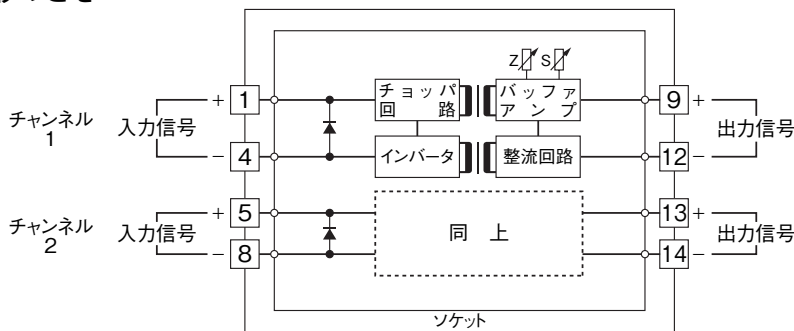 Z S
チョッパ
回路
バッファ
アンプ
インバータ
整流回路
チャンネル
1
入力信号
+ 1
− 4
9 +
12 −
出力信号
チャンネル
2
入力信号
+ 5
− 8
同上
13 +
14 −
出力信号
ソケット